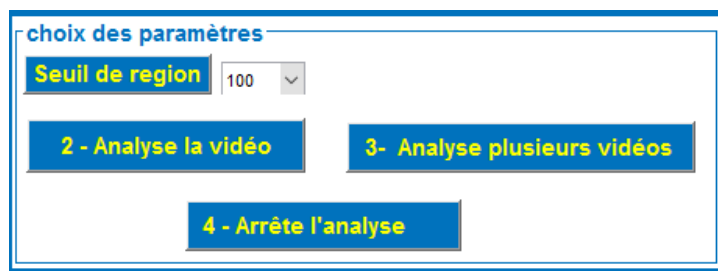 choix des paramètres
Seuil de region 100
2 - Analyse la vidéo 3- Analyse plusieurs vidéos
4 - Arrête l'analyse